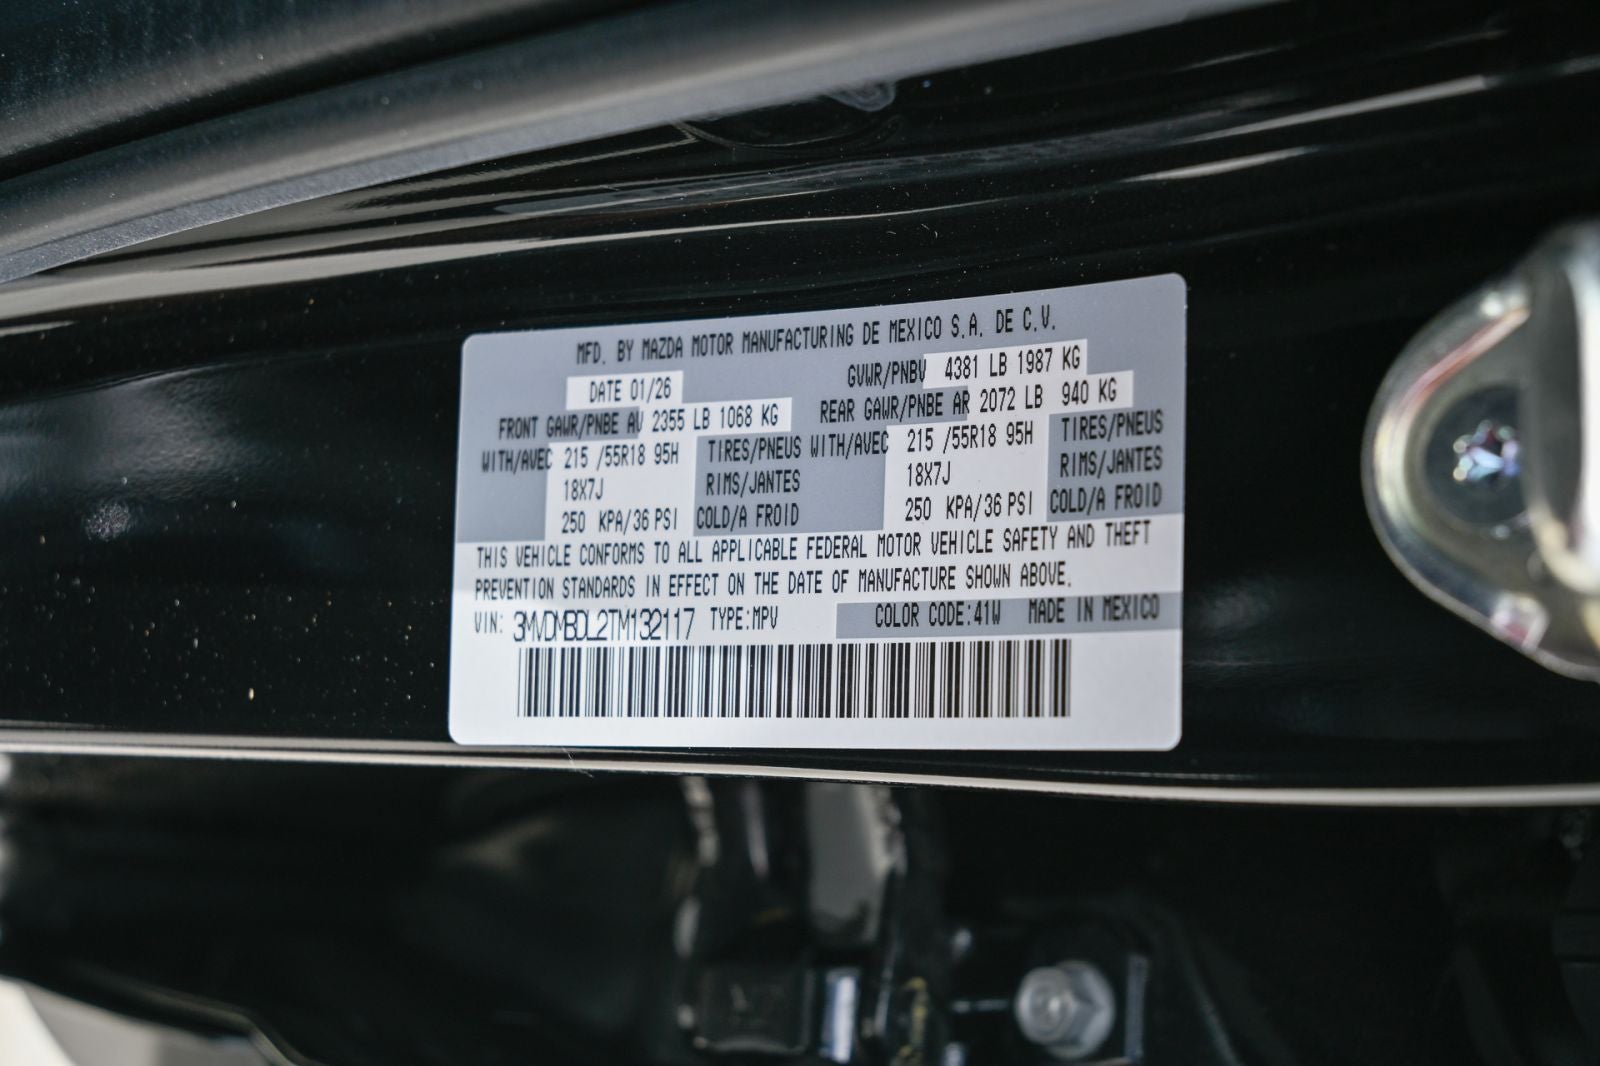 MFD. BY MAZDA MOTOR MANUFACTURING DE MEXICO S.A. DE C.V.
DATE 01/26 GVWR/PNBV 4381 LB 1987 KG
FRONT GAWR/PNBE AV 2355 LB 1068 KG REAR GAWR/PNBE AR 2072 LB 940 KG
WITH/AVEC 215 /55R18 95H TIRES/PNEUS WITH/AVEC 215 /55R18 95H TIRES/PNEUS
18X7J RIMS/JANTES 18X7J RIMS/JANTES
250 KPA/36 PSI COLD/A FROID 250 KPA/36 PSI COLD/A FROID
THIS VEHICLE CONFORMS TO ALL APPLICABLE FEDERAL MOTOR VEHICLE SAFETY AND THEFT
PREVENTION STANDARDS IN EFFECT ON THE DATE OF MANUFACTURE SHOWN ABOVE.
VIN: 3MVDMBDL2TM132117 TYPE:MPV COLOR CODE:41W MADE IN MEXICO